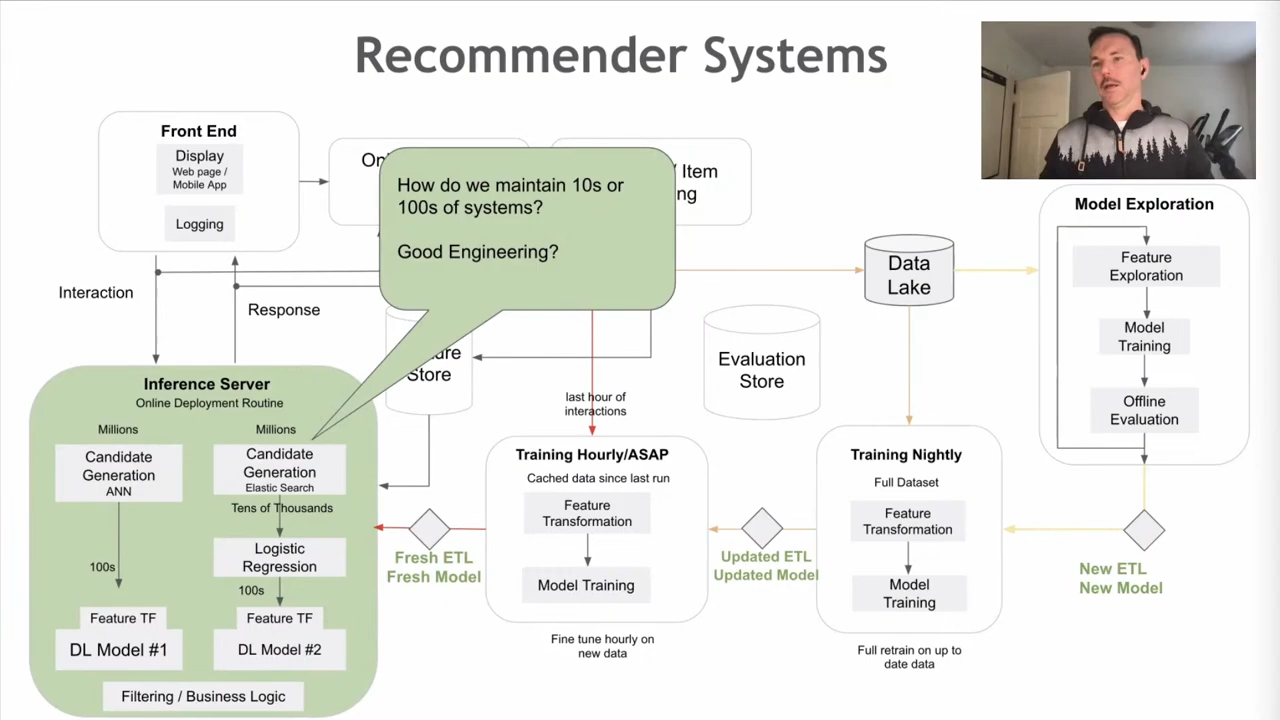 Recommender Systems
Front End
Display
Web page /
Mobile App
Logging
How do we maintain 10s or
100s of systems?
Good Engineering?
Item
Model Exploration
Feature
Exploration
Model
Training
Offline
Evaluation
Data
Lake
Interaction
Response
Store
Evaluation
Store
last hour of
interactions
Inference Server
Online Deployment Routine
Millions
Candidate
Generation
ANN
100s
Feature TF
DL Model #1
Millions
Candidate
Generation
Elastic Search
Tens of Thousands
Logistic
Regression
100s
Feature TF
DL Model #2
Filtering / Business Logic
Fresh ETL
Fresh Model
Training Hourly/ASAP
Cached data since last run
Feature
Transformation
Model Training
Fine tune hourly on
new data
Updated ETL
Updated Model
Training Nightly
Full Dataset
Feature
Transformation
Model
Training
Full retrain on up to
date data
New ETL
New Model